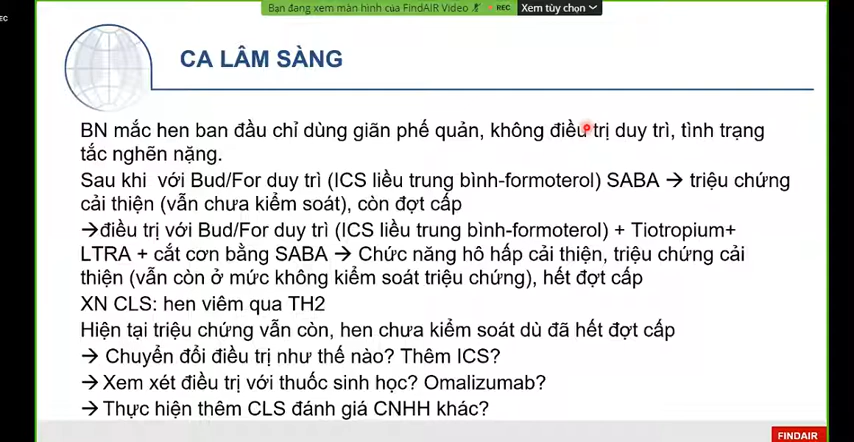 EC
Bạn đang xem màn hình của FindAIR Video
REC
Xem tùy chọn
CA LÂM SÀNG
BN mắc hen ban đầu chỉ dùng giãn phế quản, không điều trị duy trì, tình trạng
tắc nghẽn nặng.
Sau khi với Bud/For duy trì (ICS liều trung bình-formoterol) SABA → triệu chứng
cải thiện (vẫn chưa kiểm soát), còn đợt cấp
→điều trị với Bud/For duy trì (ICS liều trung bình-formoterol) + Tiotropium+
LTRA + cắt cơn bằng SABA → Chức năng hô hấp cải thiện, triệu chứng cải
thiện (vẫn còn ở mức không kiểm soát triệu chứng), hết đợt cấp
XN CLS: hen viêm qua TH2
Hiện tại triệu chứng vẫn còn, hen chưa kiểm soát dù đã hết đợt cấp
→ Chuyển đổi điều trị như thế nào? Thêm ICS?
→ Xem xét điều trị với thuốc sinh học? Omalizumab?
→ Thực hiện thêm CLS đánh giá CNHH khác?
FINDAIR